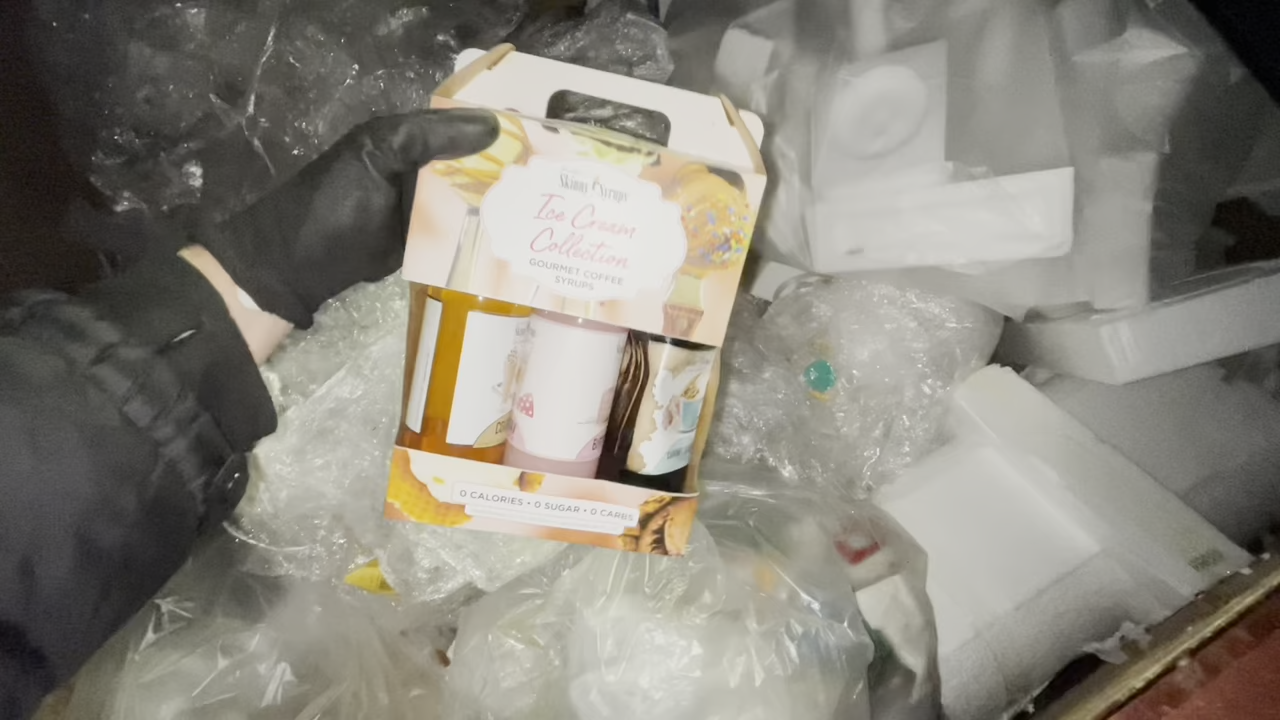 Skinny Syrups
Ice Cream
Collection
GOURMET COFFEE
SYRUPS
0 CALORIES • 0 SUGAR • 0 CARBS